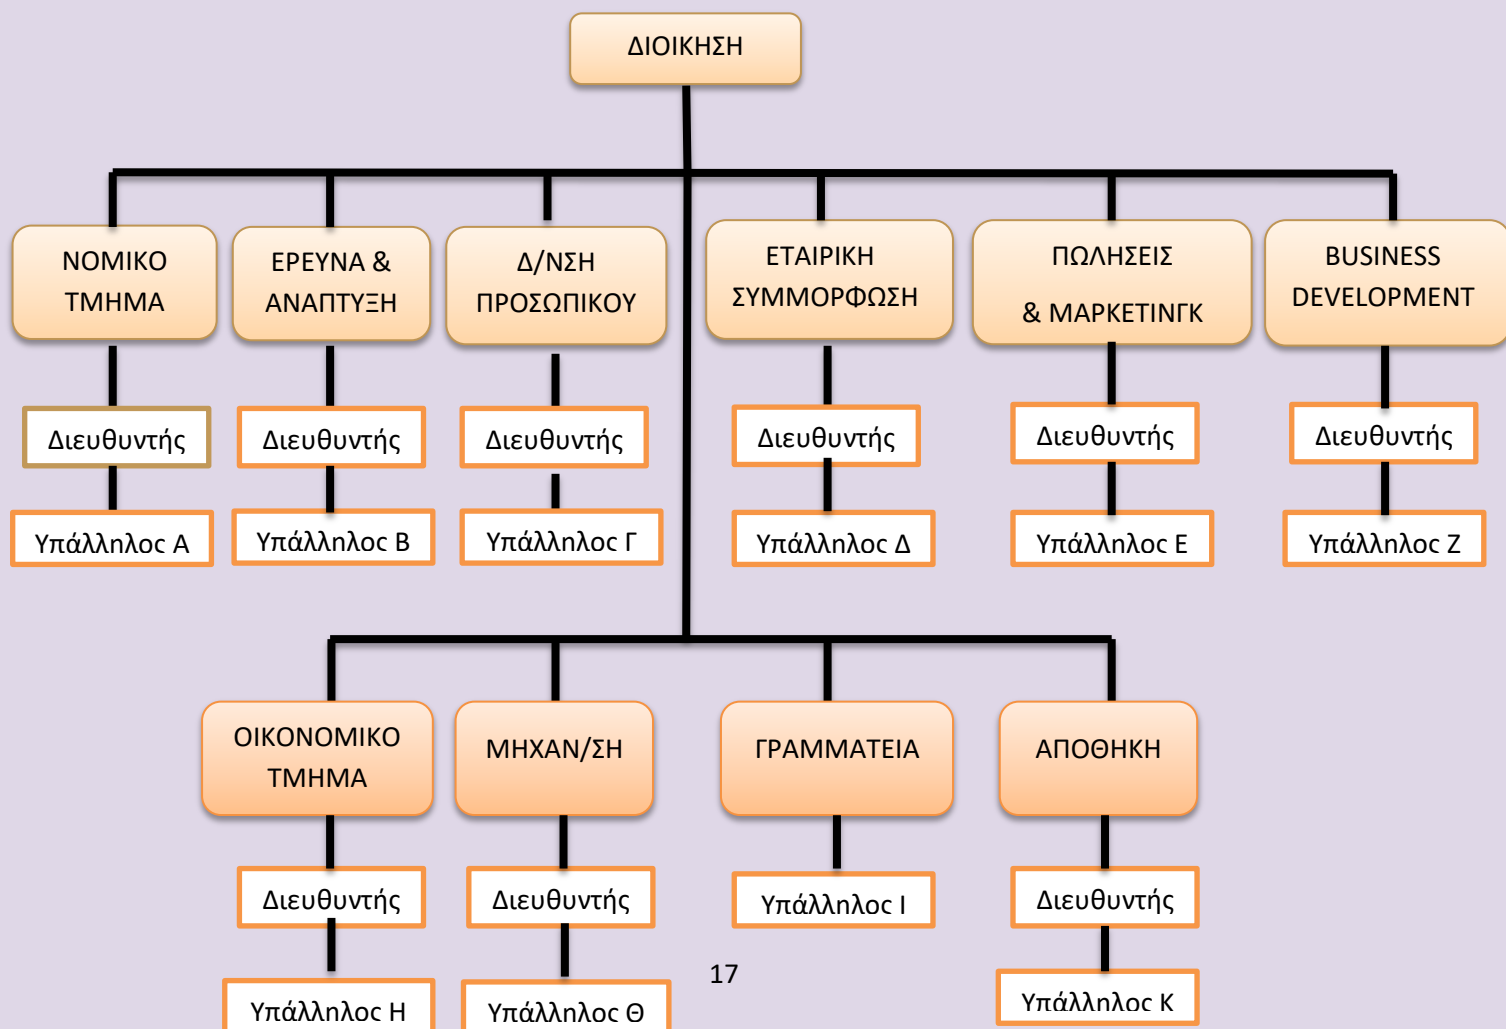 ΔΙΟΙΚΗΣΗ
ΝΟΜΙΚΟ
ΤΜΗΜΑ
ΕΡΕΥΝΑ &
ΑΝΑΠΤΥΞΗ
Δ/ΝΣΗ
ΠΡΟΣΩΠΙΚΟΥ
ΕΤΑΙΡΙΚΗ
ΣΥΜΜΟΡΦΩΣΗ
ΠΩΛΗΣΕΙΣ
& ΜΑΡΚΕΤΙΝΓΚ
BUSINESS
DEVELOPMENT
Διευθυντής
Διευθυντής
Διευθυντής
Διευθυντής
Διευθυντής
Διευθυντής
Υπάλληλος Α
Υπάλληλος Β
Υπάλληλος Γ
Υπάλληλος Δ
Υπάλληλος Ε
Υπάλληλος Ζ
ΟΙΚΟΝΟΜΙΚΟ
ΤΜΗΜΑ
ΜΗΧΑΝ/ΣΗ
ΓΡΑΜΜΑΤΕΙΑ
ΑΠΟΘΗΚΗ
Διευθυντής
Διευθυντής
Υπάλληλος Ι
Διευθυντής
Υπάλληλος Η
Υπάλληλος Θ
17
Υπάλληλος Κ